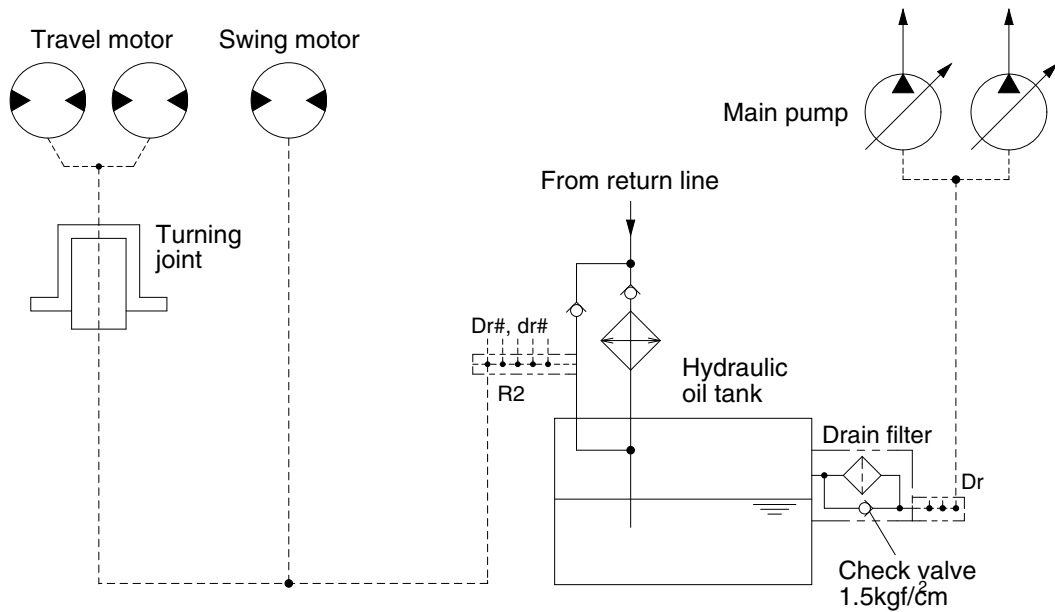 Travel motor
Swing motor
Main pump
From return line
Turning
joint
Dr#, dr#
R2
Hydraulic
oil tank
Drain filter
Dr
Check valve
1.5kgf/cm²